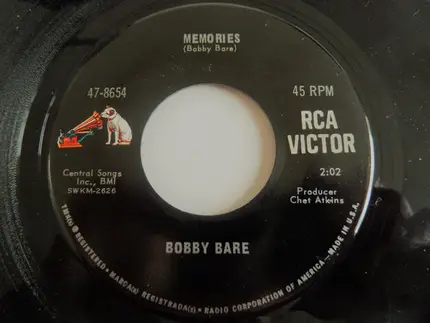 MEMORIES
(Bobby Bare)
47-8654
45 RPM
RCA
VICTOR
Central Songs
Inc., BMI
SWKM-2626
2:02
Producer
Chet Atkins
BOBBY BARE
TMK(s) ® REGISTERED • MARCA(s) REGISTRADA(s) • RADIO CORPORATION OF AMERICA — MADE IN U.S.A.